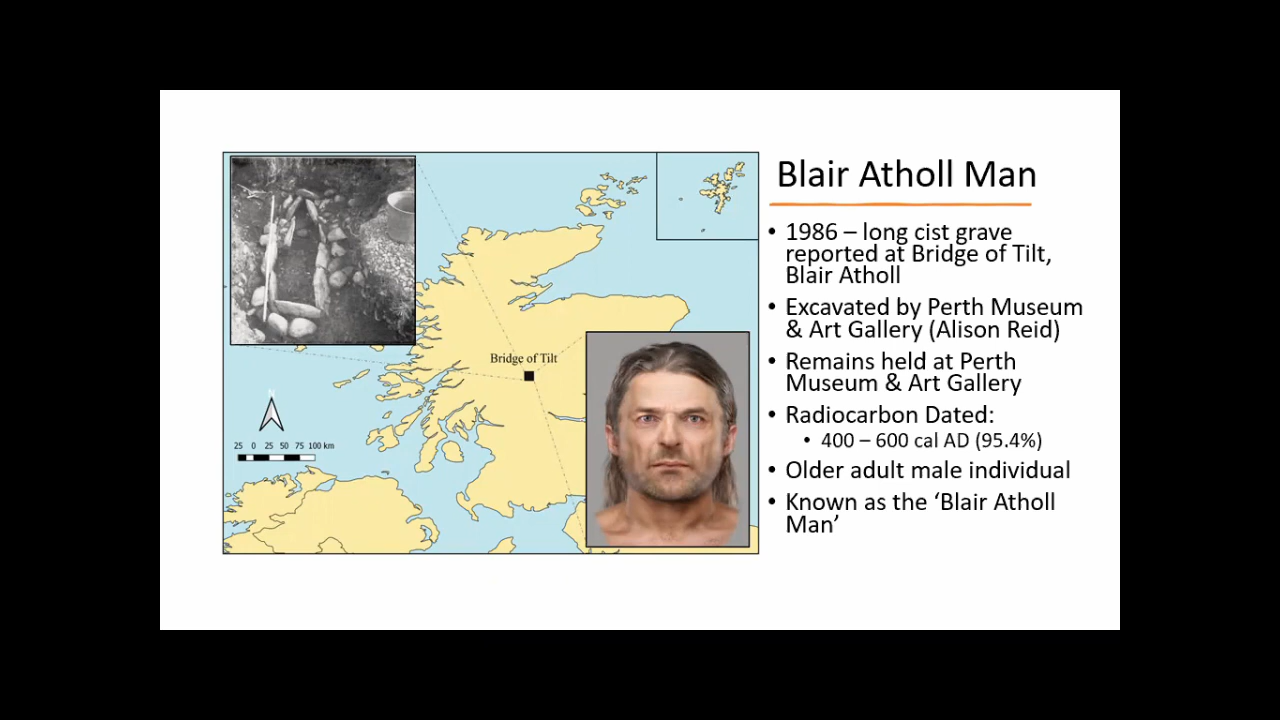 Blair Atholl Man
• 1986 – long cist grave
reported at Bridge of Tilt,
Blair Atholl
• Excavated by Perth Museum
& Art Gallery (Alison Reid)
• Remains held at Perth
Museum & Art Gallery
• Radiocarbon Dated:
• 400 – 600 cal AD (95.4%)
• Older adult male individual
• Known as the ‘Blair Atholl
Man’
Bridge of Tilt
N
25 0 25 50 75 100 km